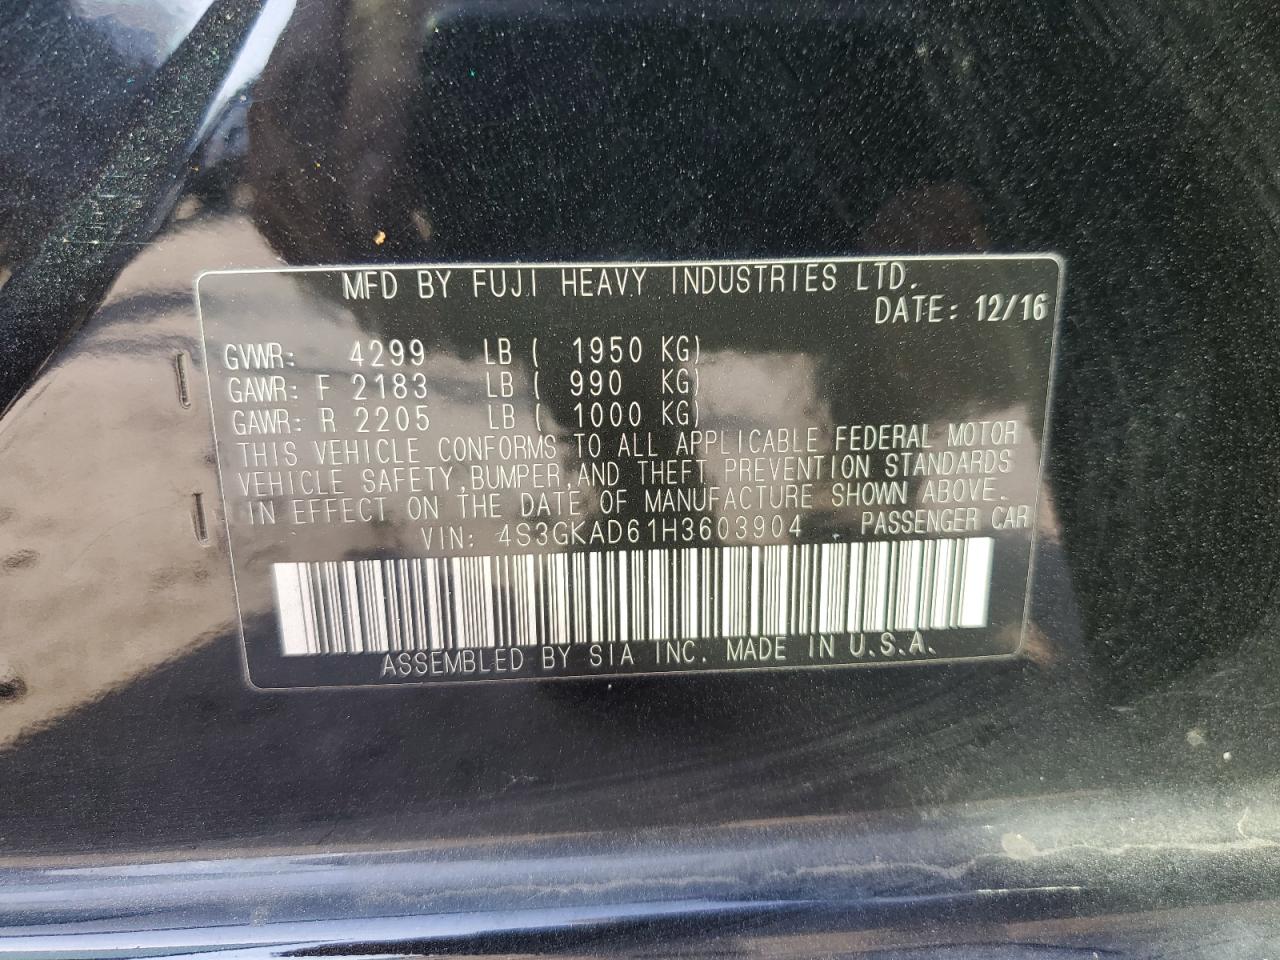 MFD BY FUJI HEAVY INDUSTRIES LTD.
DATE: 12/16
GVWR: 4299 LB ( 1950 KG)
GAWR: F 2183 LB ( 990 KG)
GAWR: R 2205 LB ( 1000 KG)
THIS VEHICLE CONFORMS TO ALL APPLICABLE FEDERAL MOTOR
VEHICLE SAFETY,BUMPER,AND THEFT PREVENTION STANDARDS
IN EFFECT ON THE DATE OF MANUFACTURE SHOWN ABOVE.
VIN: 4S3GKAD61H3603904 PASSENGER CAR
ASSEMBLED BY SIA INC. MADE IN U.S.A.